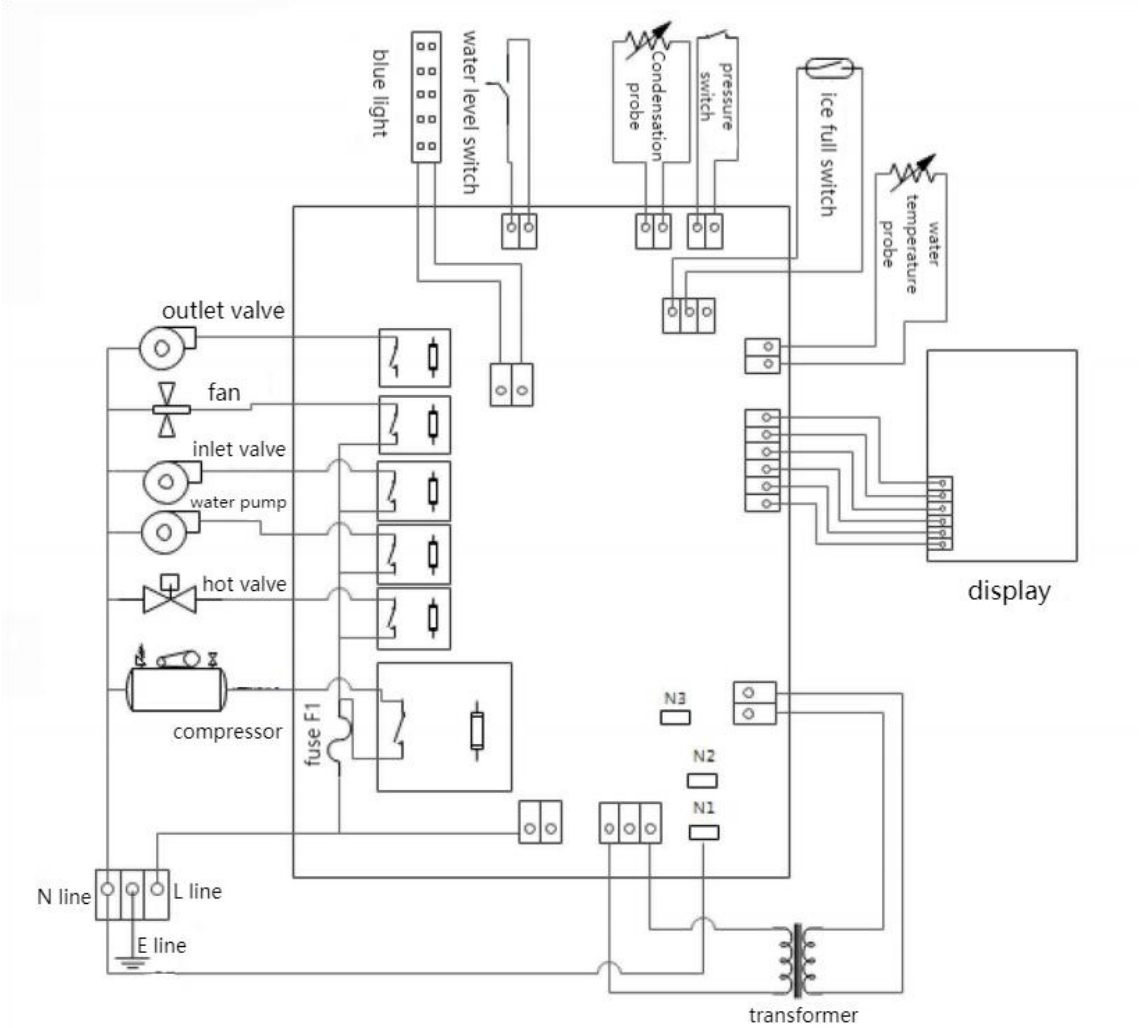 blue light
water level switch
Condensation
probe
pressure
switch
ice full switch
water
temperature
probe
outlet valve
fan
inlet valve
water pump
hot valve
compressor
fuse F1
display
N3
N2
N1
N line
L line
E line
transformer